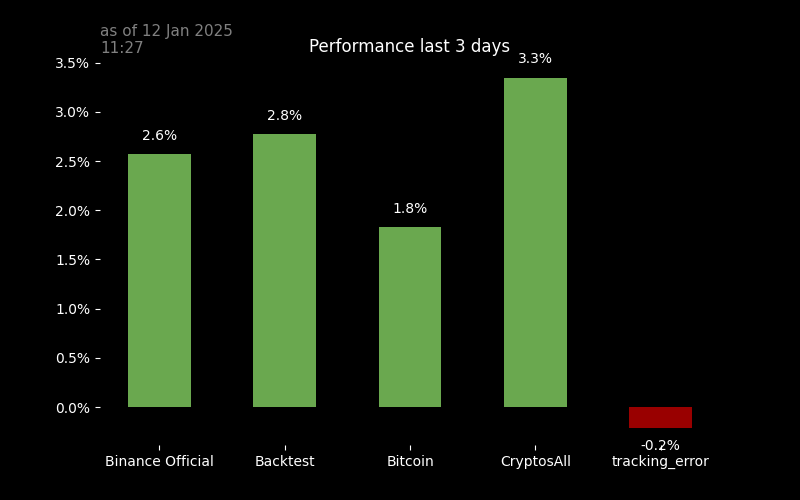 as of 12 Jan 2025
11:27
Performance last 3 days
3.5%
3.0%
2.5%
2.0%
1.5%
1.0%
0.5%
0.0%
2.6%
2.8%
1.8%
3.3%
-0.2%
Binance Official
Backtest
Bitcoin
CryptosAll
tracking_error